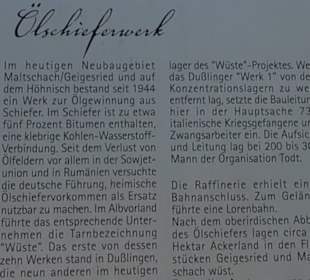 Ölschieferwerk
Im heutigen Neubaugebiet
Maltschach/Geigesried und auf
dem Höhnisch bestand seit 1944
ein Werk zur Ölgewinnung aus
Schiefer. Im Schiefer ist zu etwa
fünf Prozent Bitumen enthalten,
eine klebrige Kohlen-Wasserstoff-
Verbindung. Seit dem Verlust von
Ölfeldern vor allem in der Sowjet-
union und in Rumänien versuchte
die deutsche Führung, heimische
Ölschiefervorkommen als Ersatz
nutzbar zu machen. Im Albvorland
führte das entsprechende Unter-
nehmen die Tarnbezeichnung
"Wüste". Das erste von dessen
zehn Werken stand in Dußlingen,
die neun anderen im heutigen
lager des "Wüste"-Projektes. We
das Dußlinger "Werk 1" von de
Konzentrationslagern zu we
entfernt lag, setzte die Bauleitun
hier in der Hauptsache 73
italienische Kriegsgefangene un
Zwangsarbeiter ein. Die Aufsic
und Leitung lag bei 200 bis 30
Mann der Organisation Todt.
Die Raffinerie erhielt ein
Bahnanschluss. Zum Gelän
führte eine Lorenbahn.
Nach dem oberirdischen Abb
des Ölschiefers lagen circa
Hektar Ackerland in den Fl
stücken Geigesried und Ma
schach wüst.